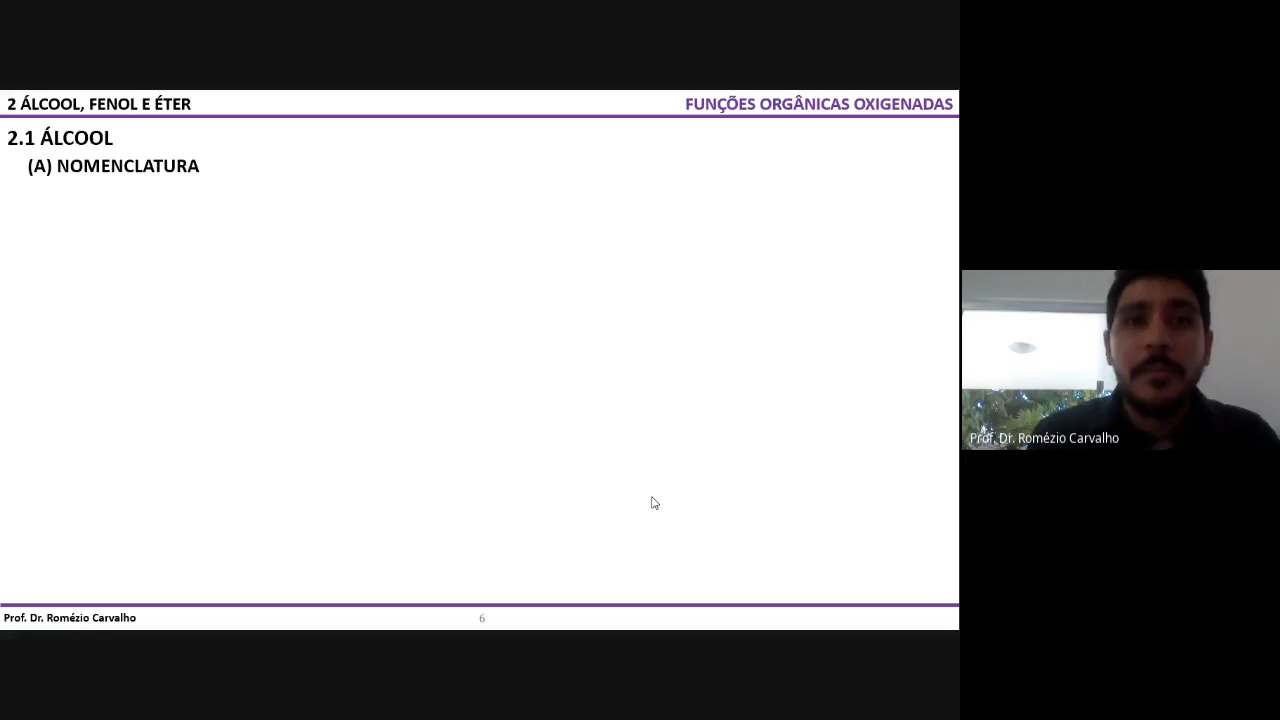 2 ÁLCOOL, FENOL E ÉTER
FUNÇÕES ORGÂNICAS OXIGENADAS
2.1 ÁLCOOL
(A) NOMENCLATURA
Prof. Dr. Romézio Carvalho
Prof. Dr. Romézio Carvalho
6